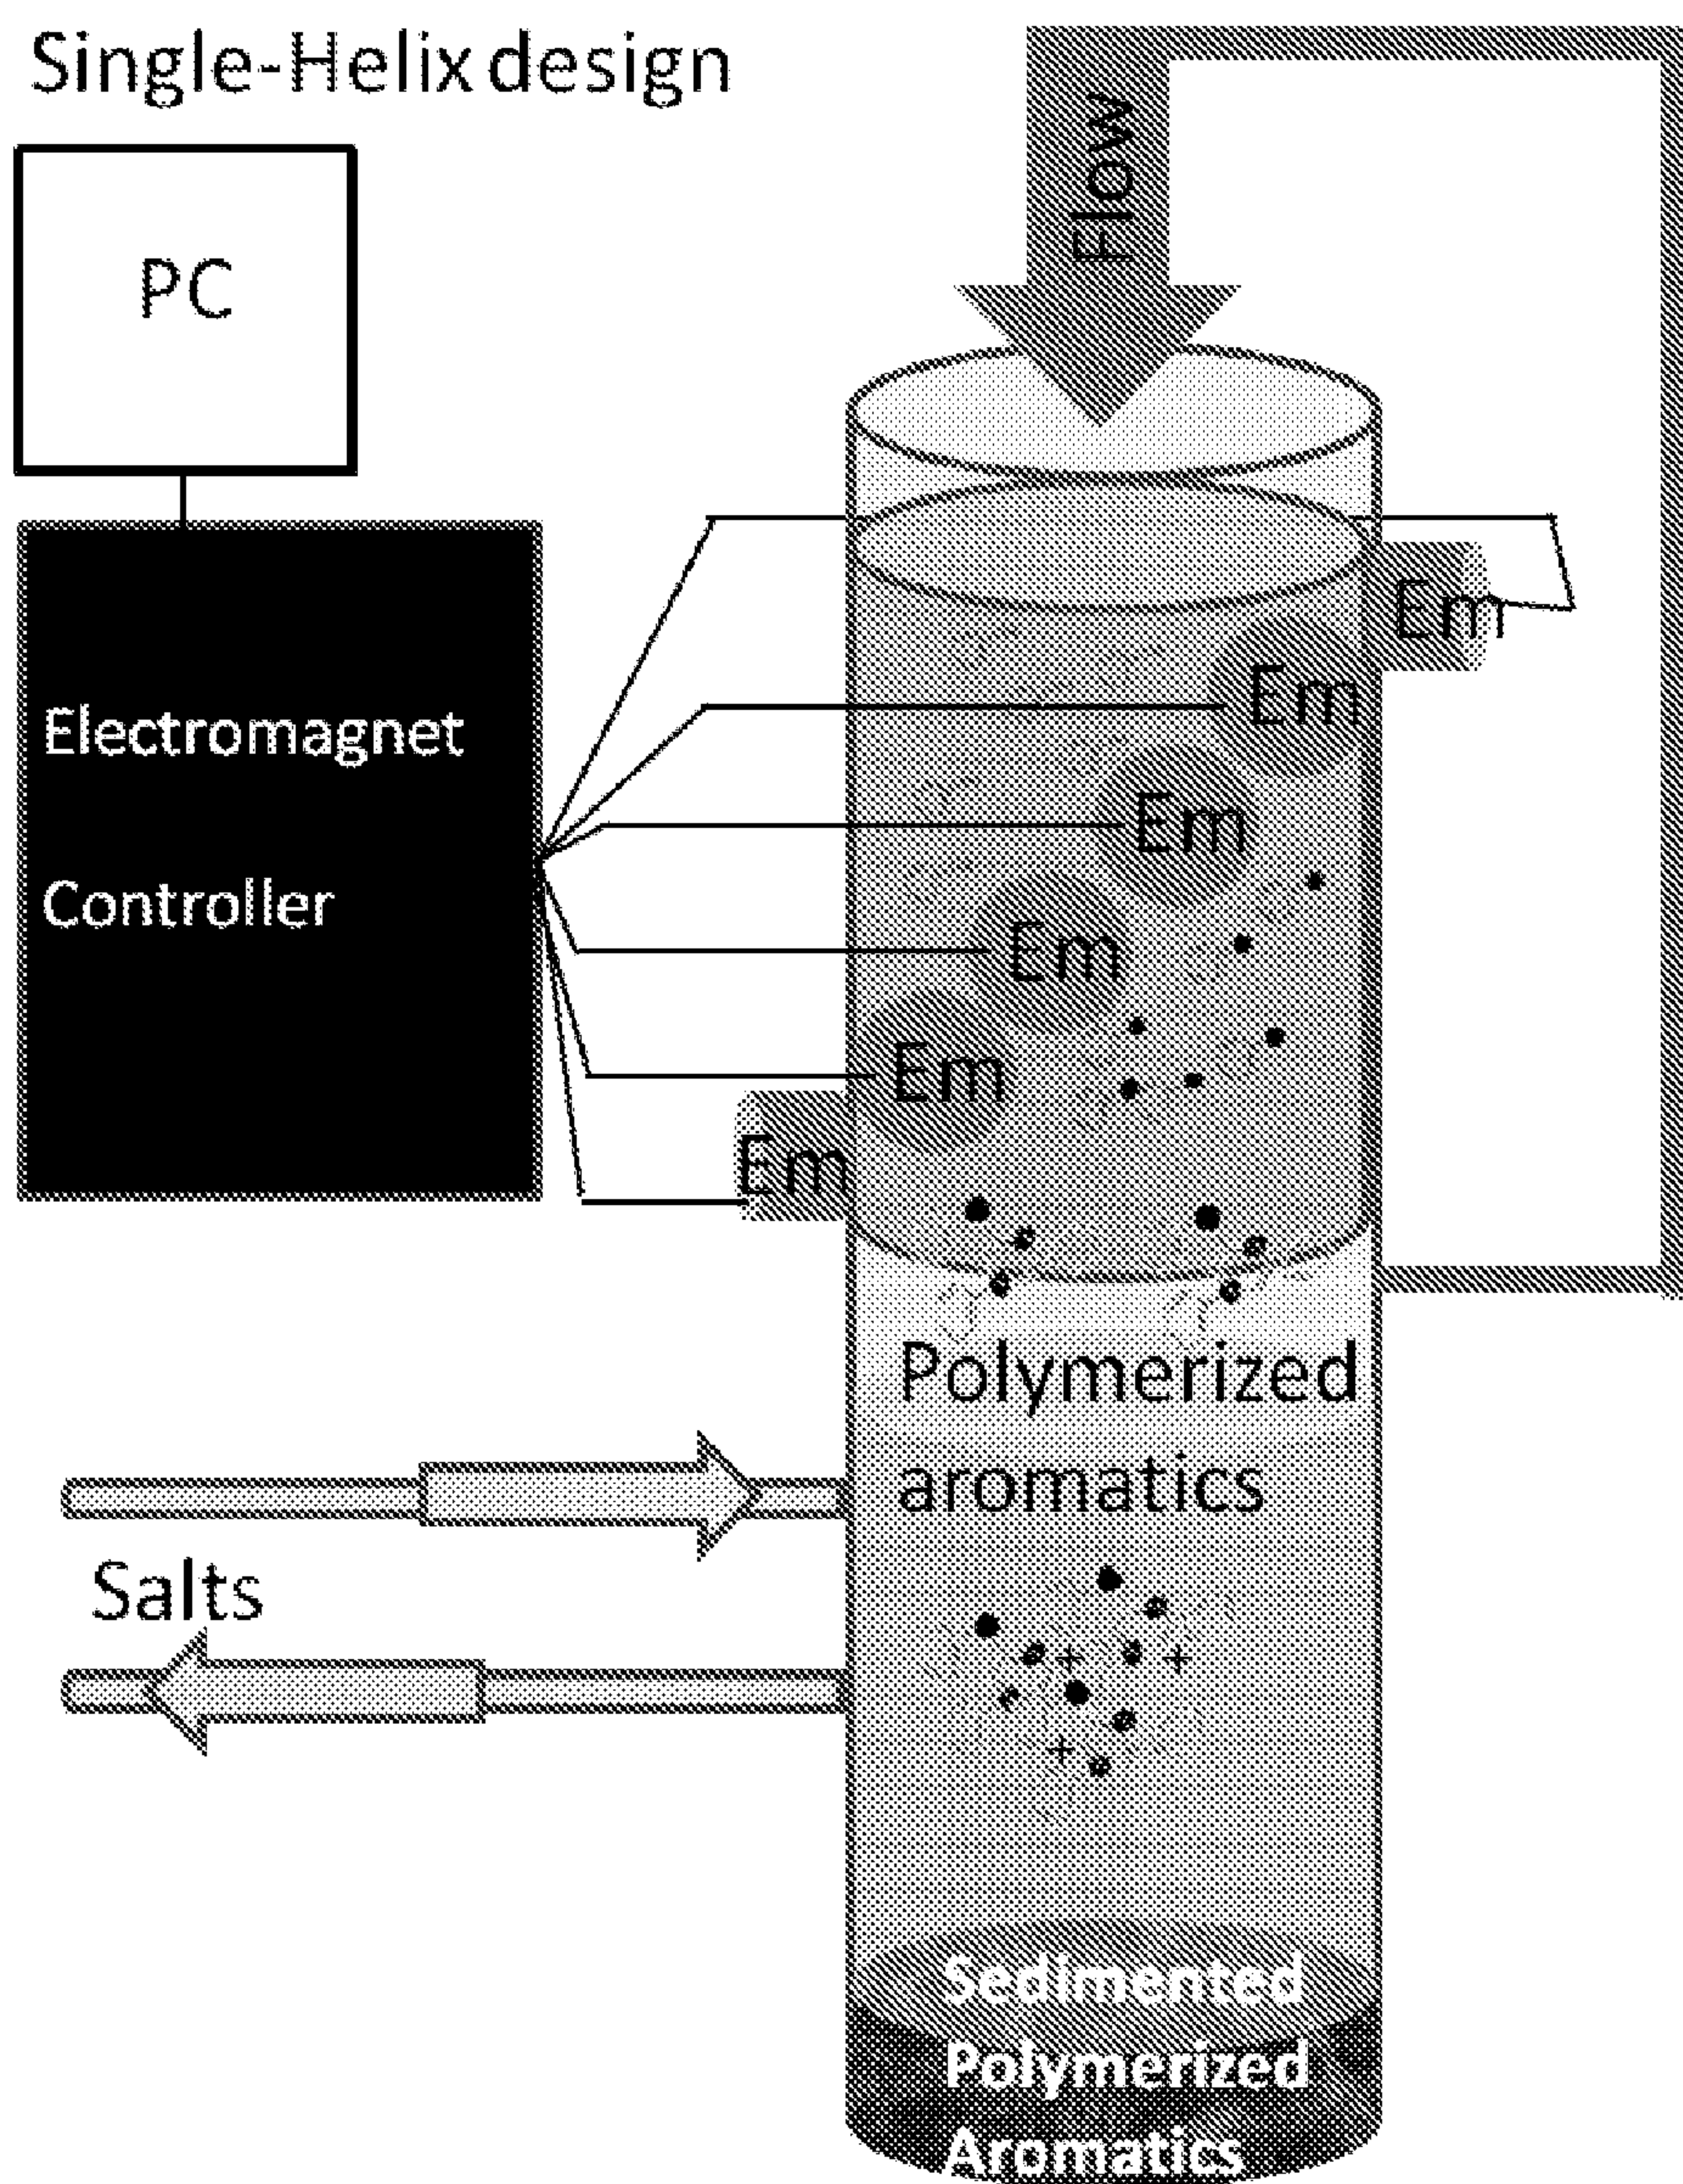 Single-Helix design
PC
Flow
Em
Em
Electromagnet
Em
Controller
Em
Em
Em
Polymerized
aromatics
Salts
+ +
+
Sedimented
Polymerized
Aromatics